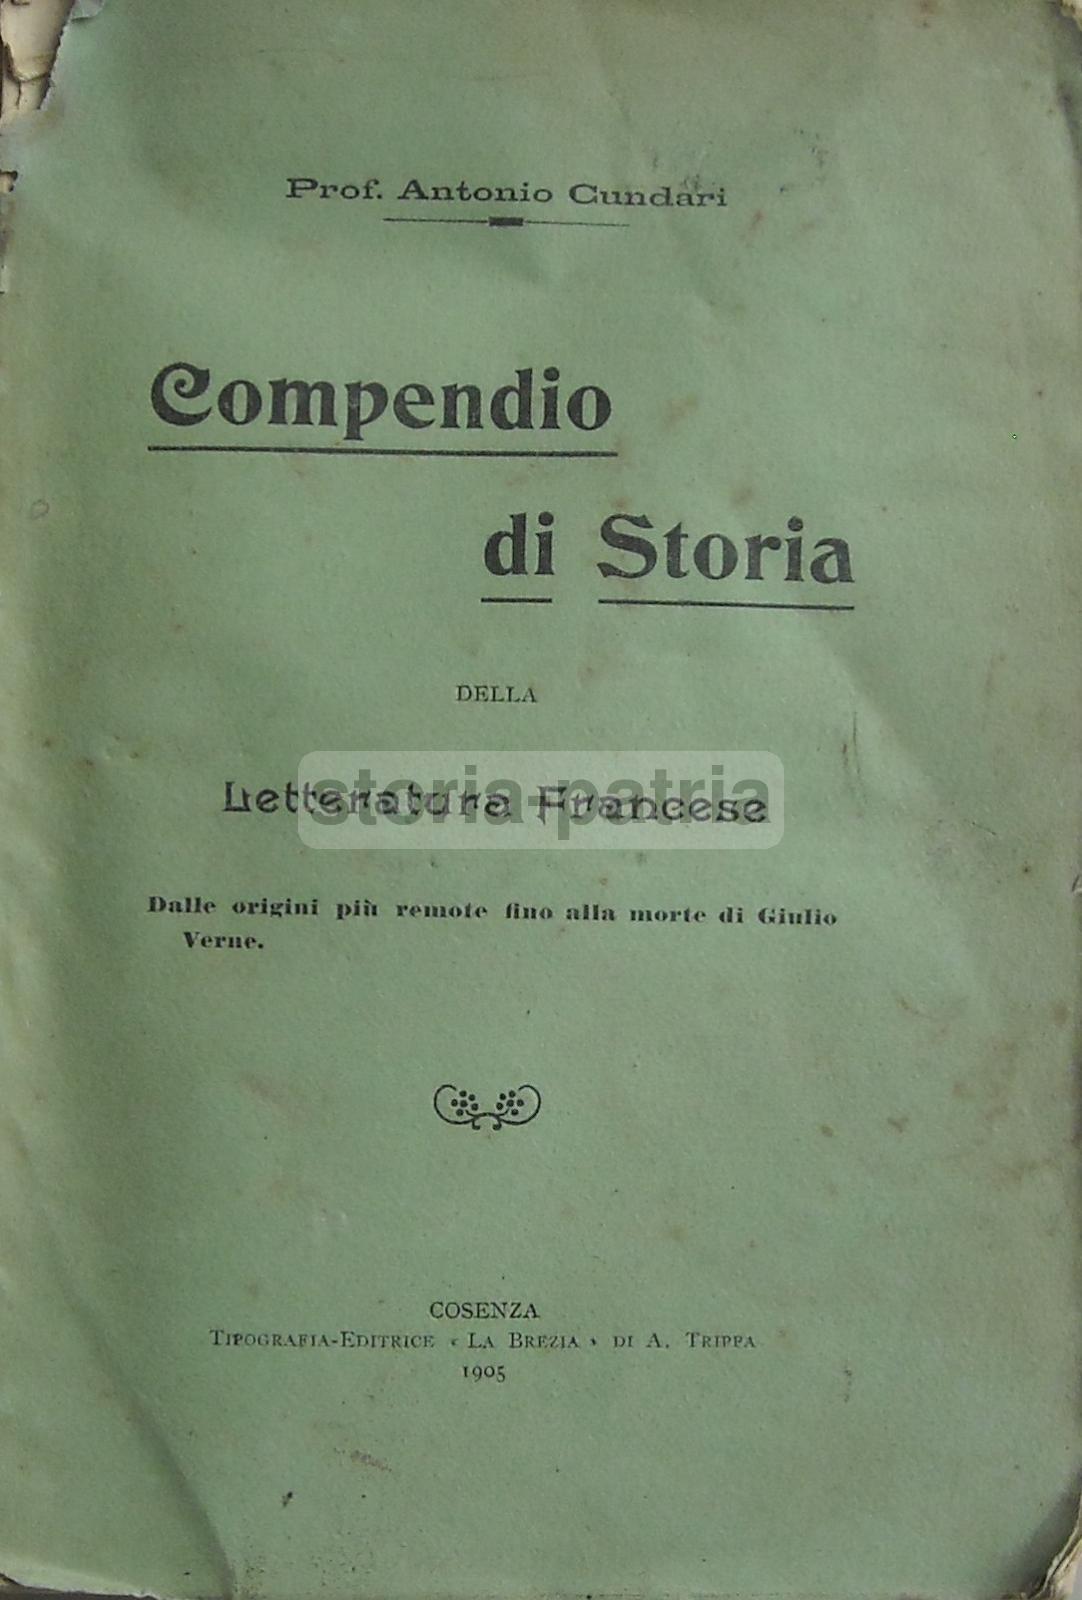 Prof. Antonio Cundari
Compendio
di Storia
DELLA
Letteratura Francese
storia-patria
Dalle origini più remote fino alla morte di Giulio
Verne.
COSENZA
TIPOGRAFIA-EDITRICE « LA BREZIA » DI A. TRIPPA
1905